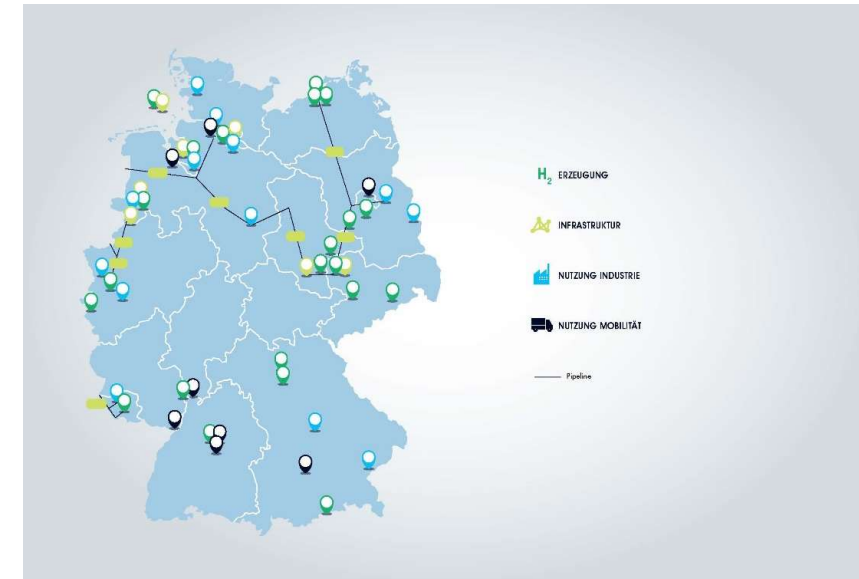 H₂ ERZEUGUNG
INFRASTRUKTUR
NUTZUNG INDUSTRIE
NUTZUNG MOBILITÄT
Pipeline